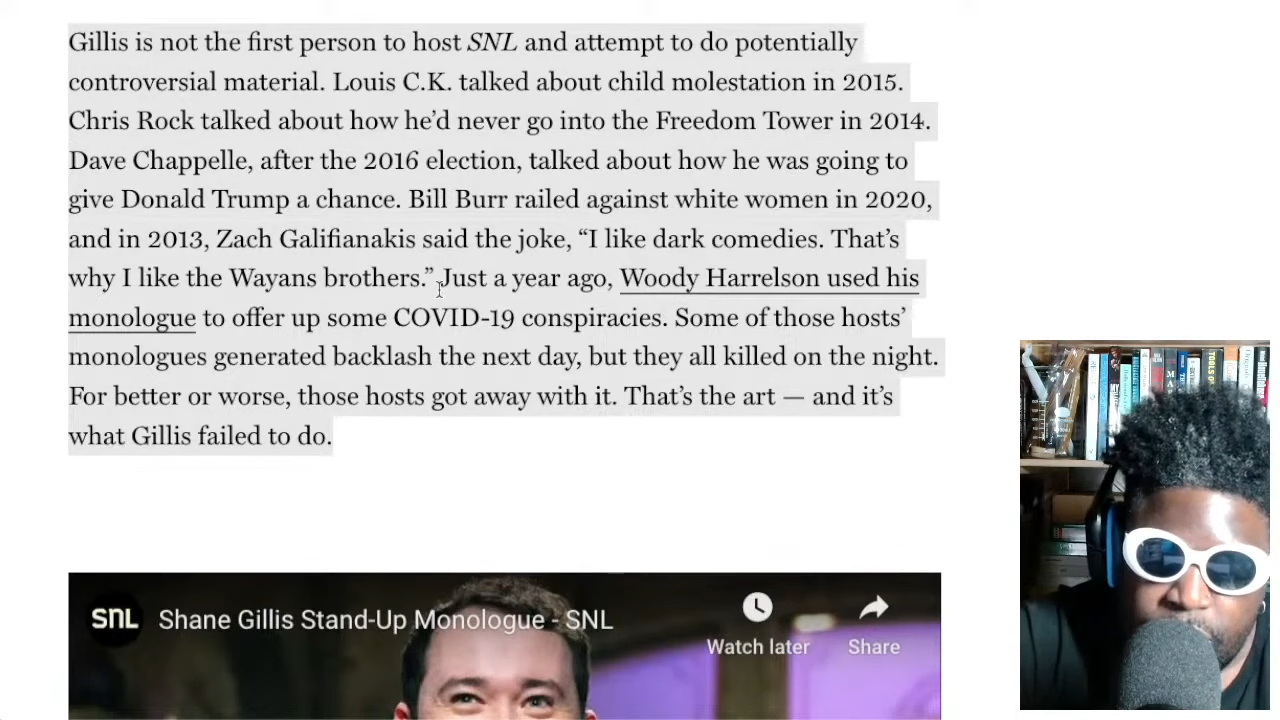 Gillis is not the first person to host SNL and attempt to do potentially
controversial material. Louis C.K. talked about child molestation in 2015.
Chris Rock talked about how he’d never go into the Freedom Tower in 2014.
Dave Chappelle, after the 2016 election, talked about how he was going to
give Donald Trump a chance. Bill Burr railed against white women in 2020,
and in 2013, Zach Galifianakis said the joke, “I like dark comedies. That’s
why I like the Wayans brothers.” Just a year ago, Woody Harrelson used his
monologue to offer up some COVID-19 conspiracies. Some of those hosts’
monologues generated backlash the next day, but they all killed on the night.
For better or worse, those hosts got away with it. That’s the art — and it’s
what Gillis failed to do.
SNL
Shane Gillis Stand-Up Monologue - SNL
Watch later
Share